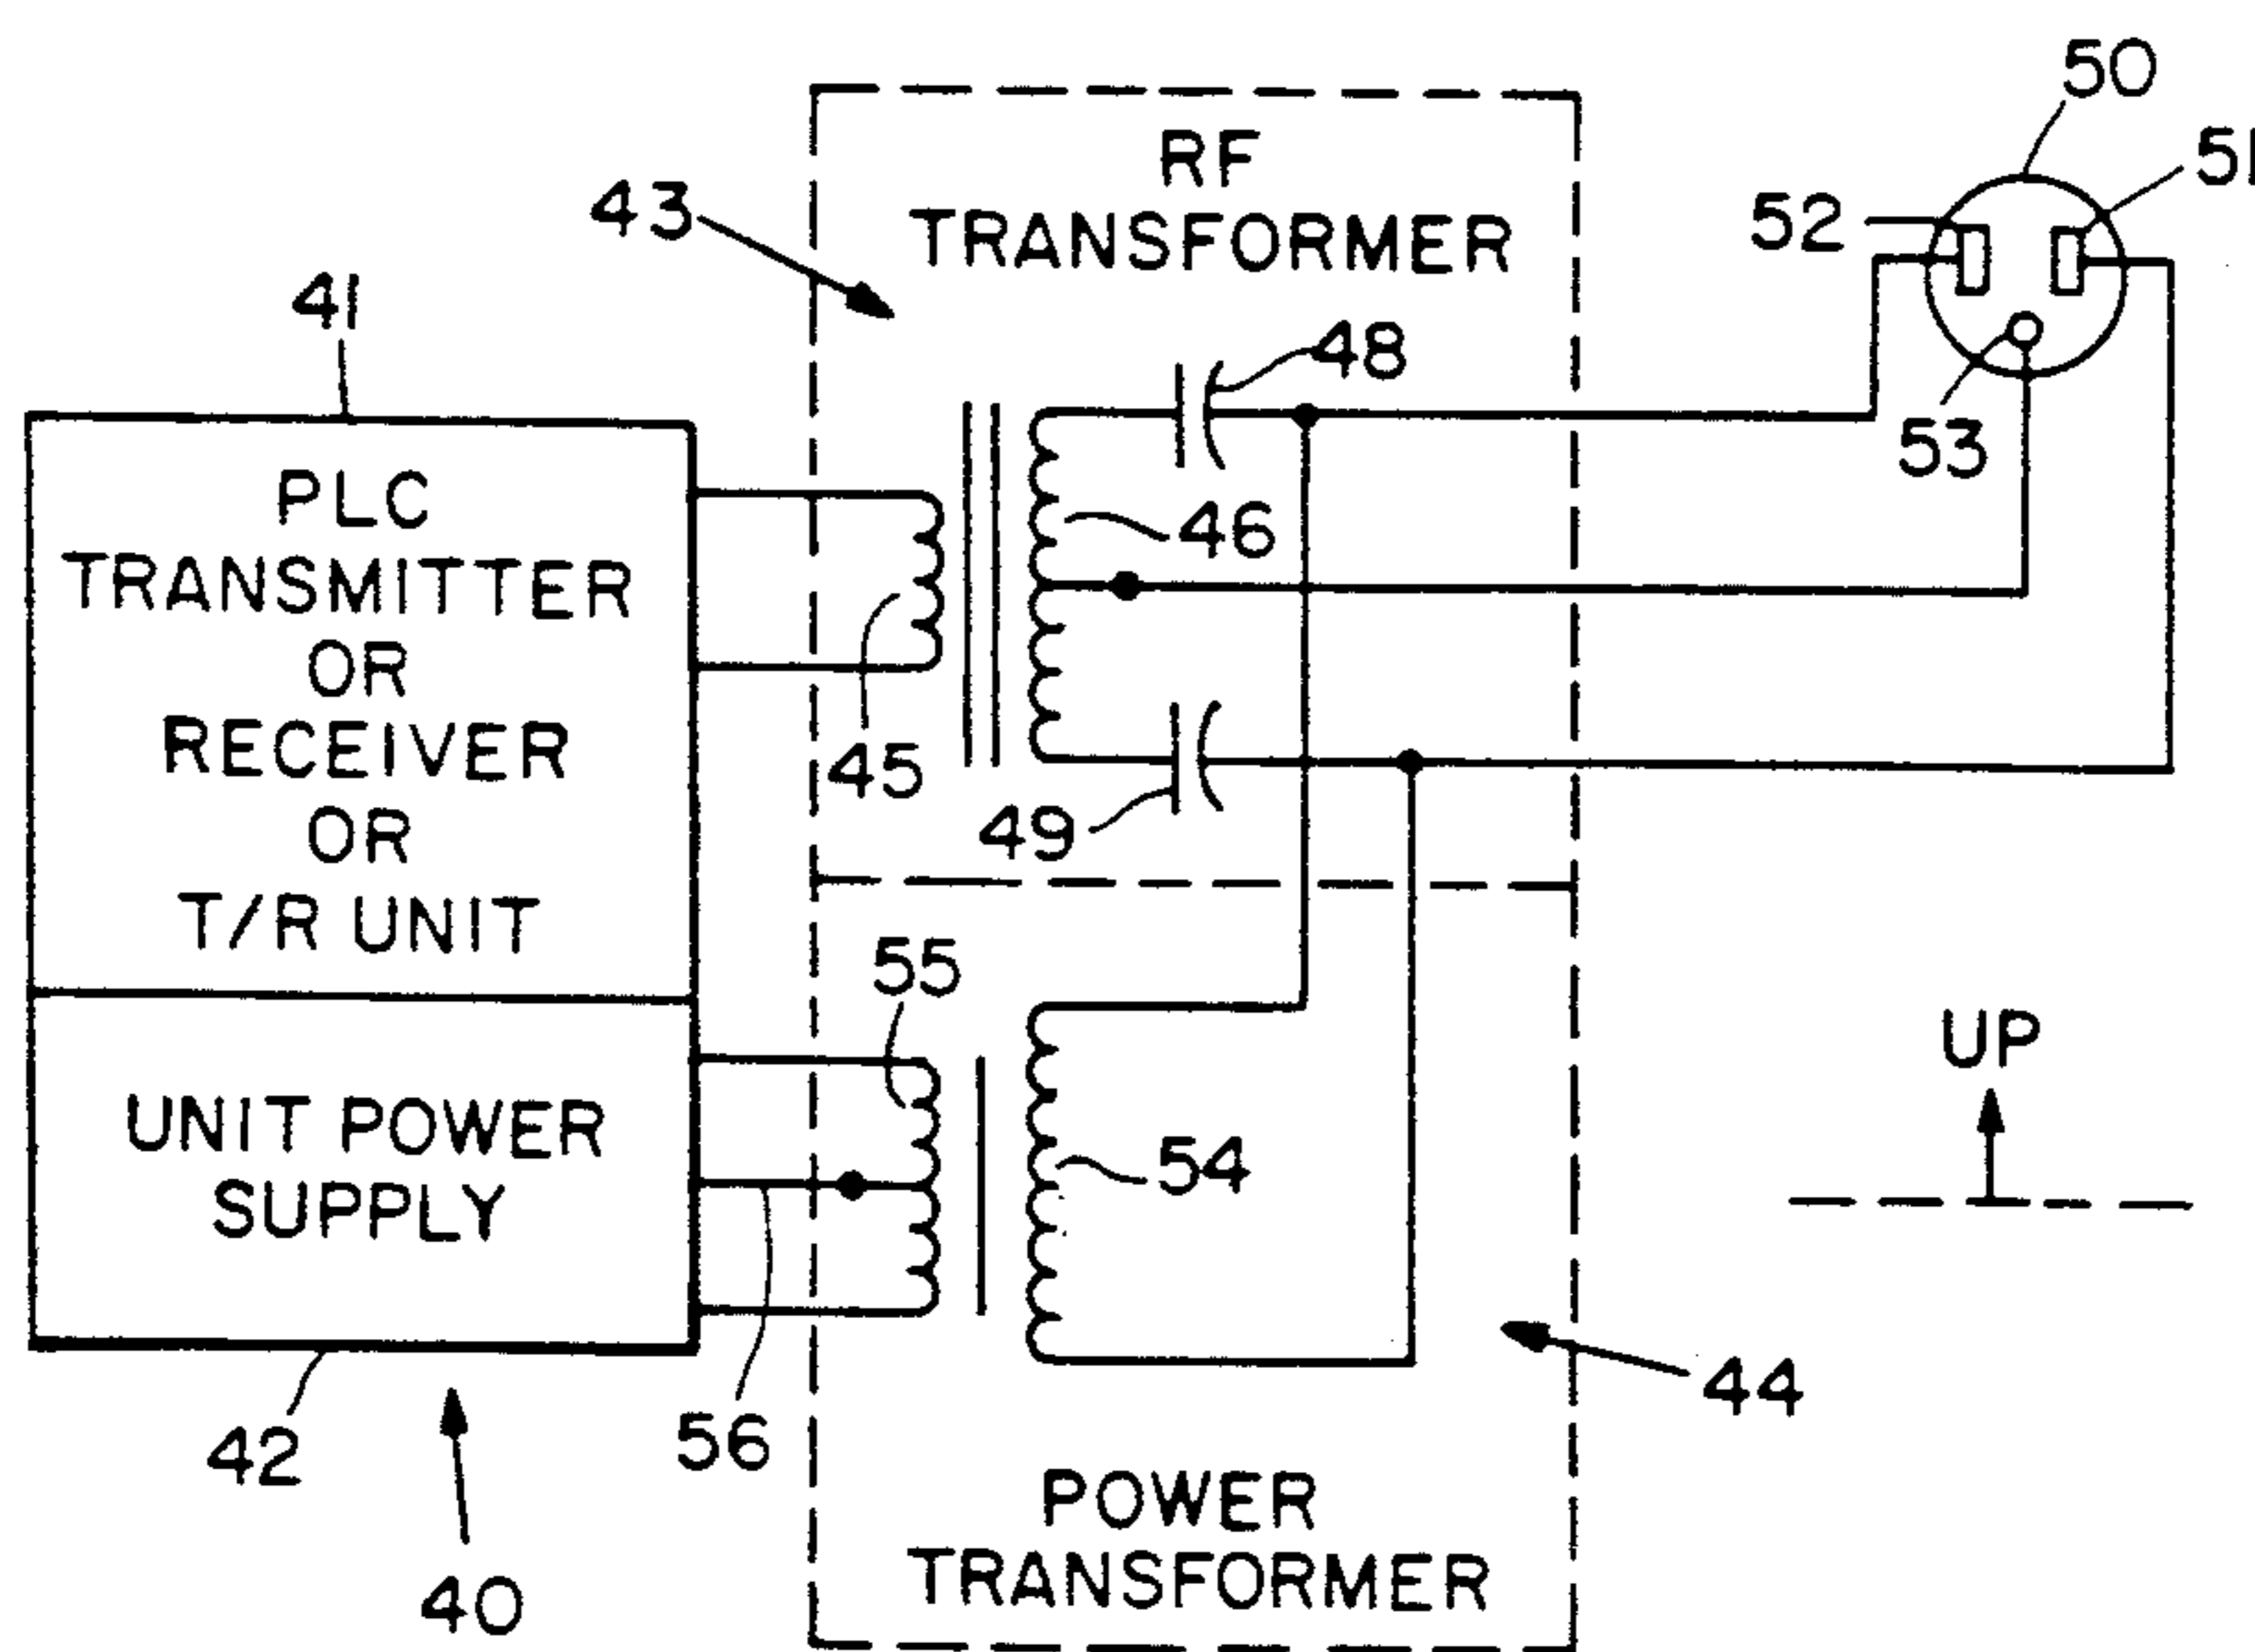 50
51
52
53
RF
TRANSFORMER
43
41
48
PLC
TRANSMITTER
OR
RECEIVER
OR
T/R UNIT
46
45
49
55
UNIT POWER
SUPPLY
54
UP
44
42
56
40
POWER
TRANSFORMER